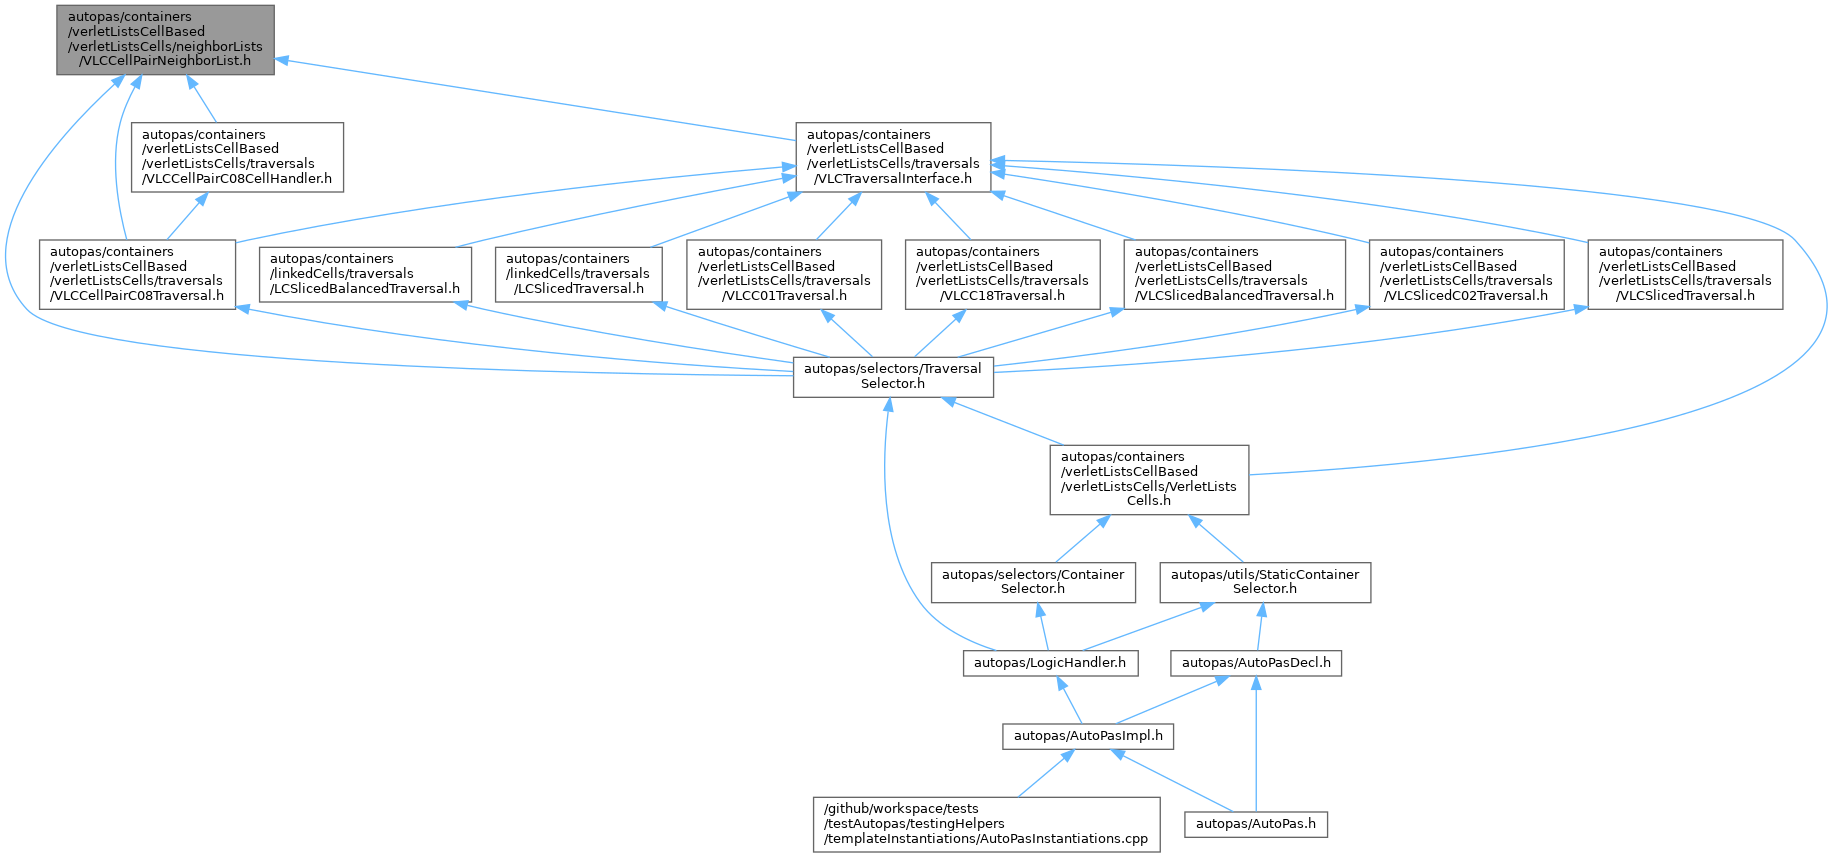 autopas/containers
/verletListsCellBased
/verletListsCells/neighborLists
/VLCCellPairNeighborList.h
autopas/containers
/verletListsCellBased
/verletListsCells/traversals
/VLCCellPairC08CellHandler.h
autopas/containers
/verletListsCellBased
/verletListsCells/traversals
/VLCTraversalInterface.h
autopas/containers
/verletListsCellBased
/verletListsCells/traversals
/VLCCellPairC08Traversal.h
autopas/containers
/linkedCells/traversals
/LCSlicedBalancedTraversal.h
autopas/containers
/linkedCells/traversals
/LCSlicedTraversal.h
autopas/containers
/verletListsCellBased
/verletListsCells/traversals
/VLCC01Traversal.h
autopas/containers
/verletListsCellBased
/verletListsCells/traversals
/VLCC18Traversal.h
autopas/containers
/verletListsCellBased
/verletListsCells/traversals
/VLCSlicedBalancedTraversal.h
autopas/containers
/verletListsCellBased
/verletListsCells/traversals
/VLCSlicedC02Traversal.h
autopas/containers
/verletListsCellBased
/verletListsCells/traversals
/VLCSlicedTraversal.h
autopas/selectors/Traversal
Selector.h
autopas/containers
/verletListsCellBased
/verletListsCells/VerletLists
Cells.h
autopas/selectors/Container
Selector.h
autopas/utils/StaticContainer
Selector.h
autopas/LogicHandler.h
autopas/AutoPasDecl.h
autopas/AutoPasImpl.h
/github/workspace/tests
/testAutopas/testingHelpers
/templateInstantiations/AutoPasInstantiations.cpp
autopas/AutoPas.h